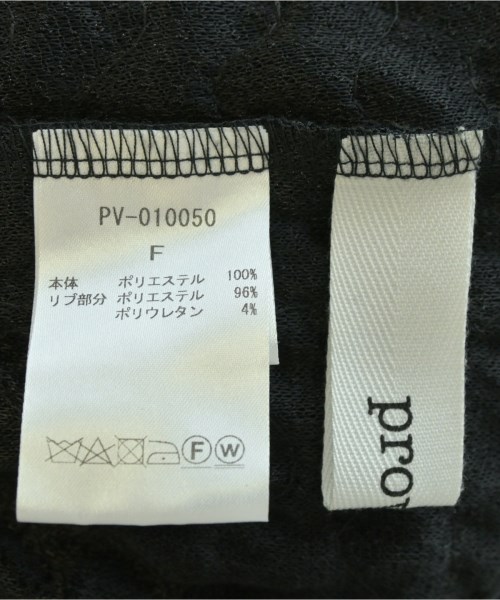 PV-010050
F
本体 ポリエステル 100%
リブ部分 ポリエステル 96%
ポリウレタン 4%
F W